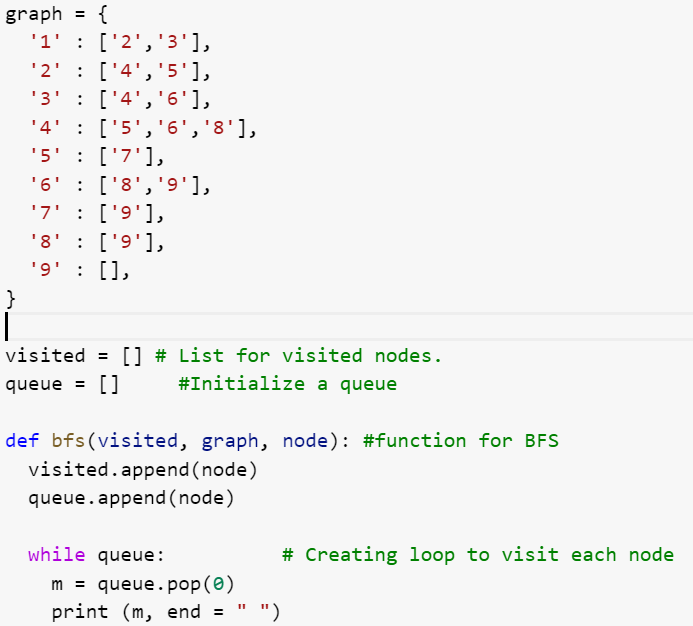 graph = {
  '1' : ['2','3'],
  '2' : ['4','5'],
  '3' : ['4','6'],
  '4' : ['5','6','8'],
  '5' : ['7'],
  '6' : ['8','9'],
  '7' : ['9'],
  '8' : ['9'],
  '9' : [],
}
visited = [] # List for visited nodes.
queue = []     #Initialize a queue
def bfs(visited, graph, node): #function for BFS
  visited.append(node)
  queue.append(node)
  while queue:          # Creating loop to visit each node
    m = queue.pop(0)
    print (m, end = " ")